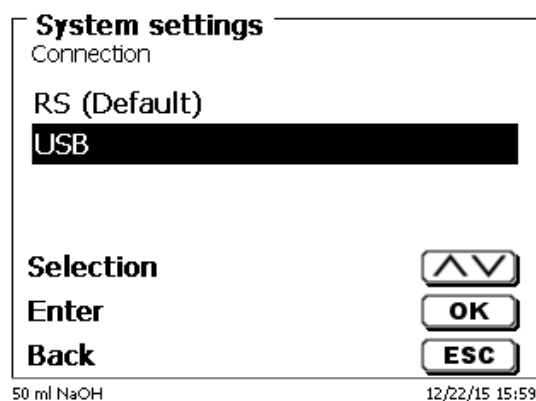 System settings
Connection
RS (Default)
USB
Selection
Enter OK
Back ESC
50 ml NaOH 12/22/15 15:59